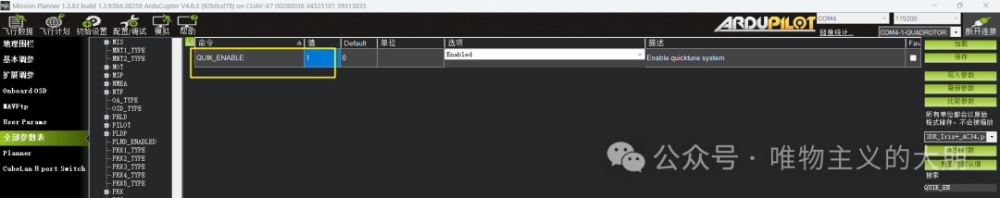 Mission Planner 1.3.83 build 1.3.9384.38258 ArduCopter V4.6.3 (92b0cd78) on CUAV-X7 00280036 34325101 39313835
飞行数据 飞行计划 初始设置 配置/调试 模拟 帮助
ARDUPILOT
COM4
115200
链接统计...
COM4-1-QUADROTOR
断开连接
地理围栏
基本调参
扩展调参
Onboard OSD
MAVFtp
User Params
全部参数表
Planner
CubeLan 8 port Switch
MIS
MNT1_TYPE
MNT2_TYPE
MOT
MSP
NMEA
NTF
OA_TYPE
OSD_TYPE
PHLD
PILOT
PLDP
PLND_ENABLED
PRX1_TYPE
PRX2_TYPE
PRX3_TYPE
PRX4_TYPE
PRX5_TYPE
PRX
命令 值 Default 单位 选项 描述 Fav
QUIK_ENABLE 1 0 Enabled Enable quicktune system
加载
保存
写入参数
刷新参数
比较参数
所有单位都会以原始
格式储存,不会被缩放
3DR_Iris+_AC34.p
搜索
QUIK_EN
公众号·唯物主义的大朋